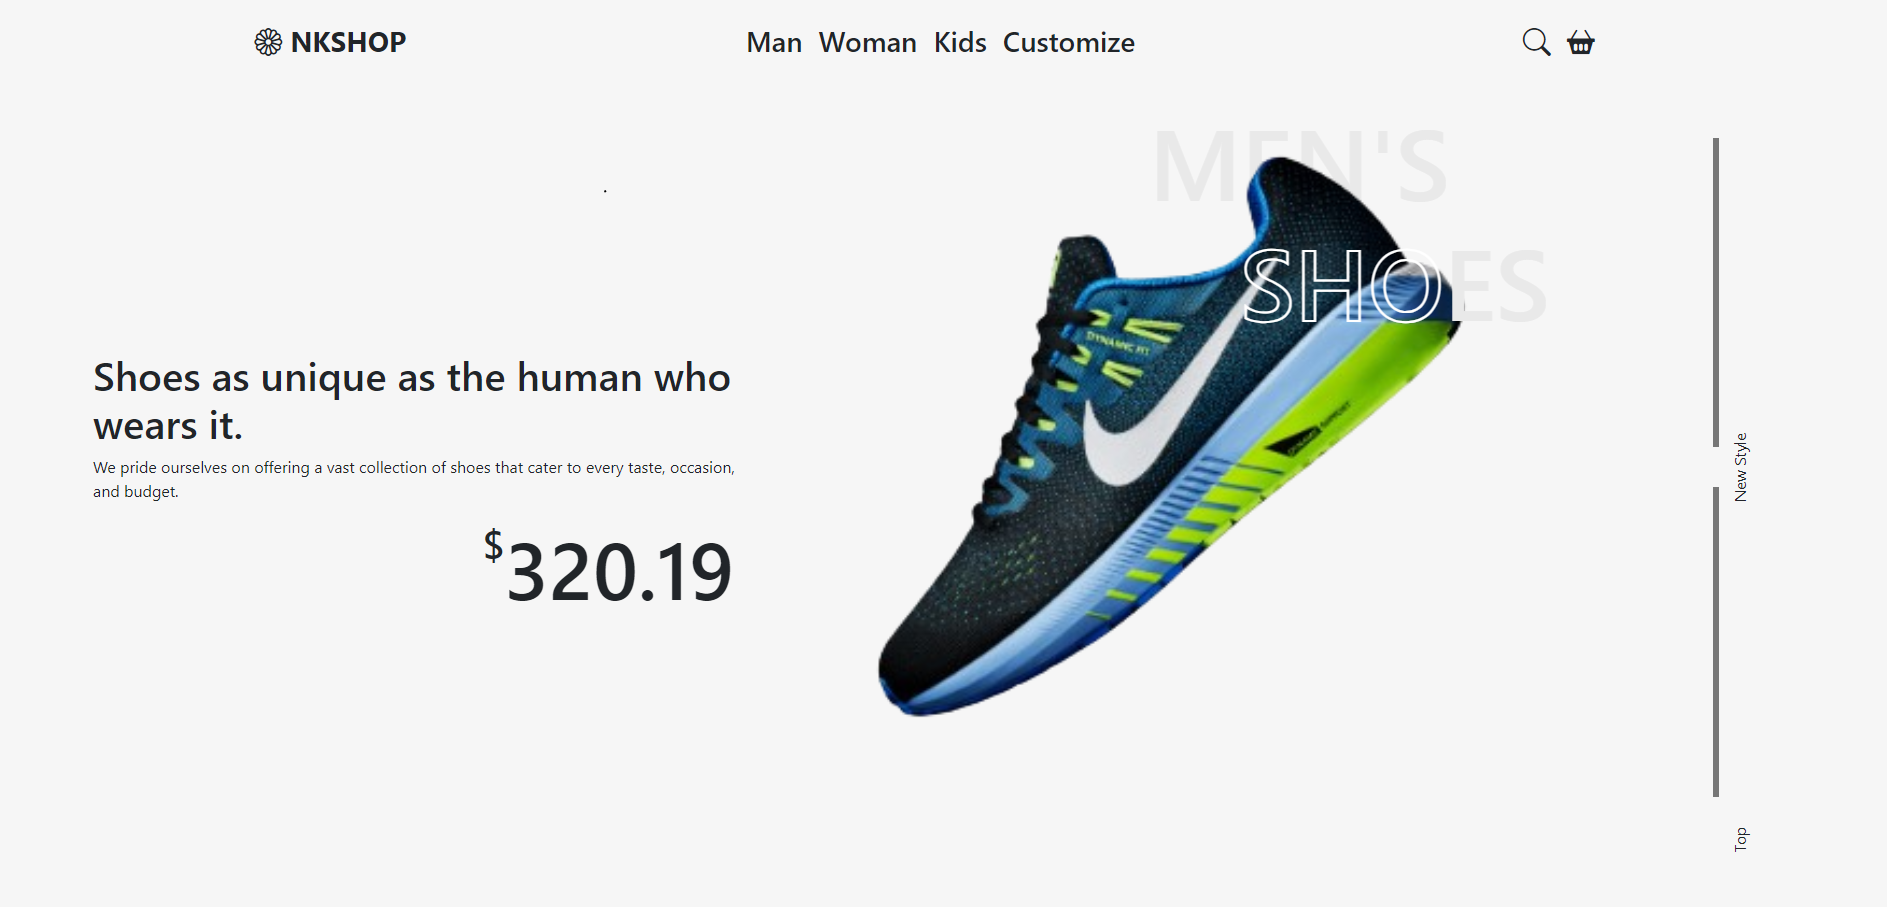 NKSHOP
Man Woman Kids Customize
MEN'S
SHOES
Shoes as unique as the human who
wears it.
We pride ourselves on offering a vast collection of shoes that cater to every taste, occasion,
and budget.
$320.19
DYNAMIC FIT
New Style
Top